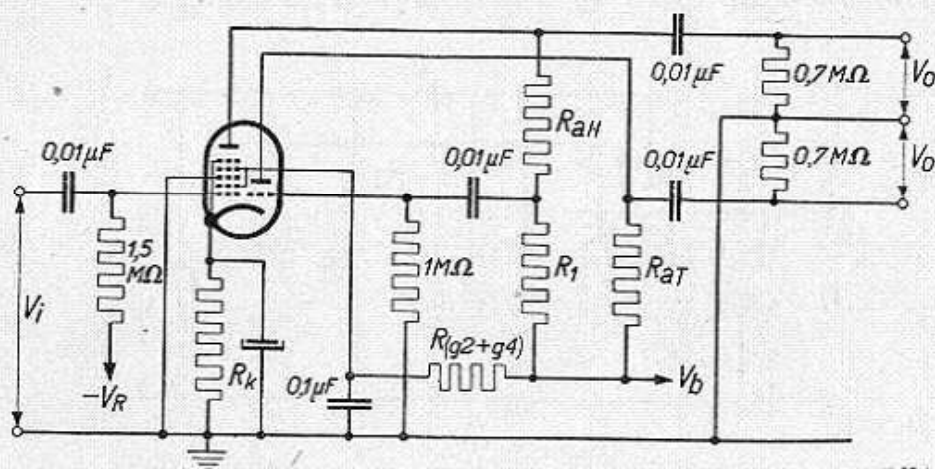 0,01µF
0,7MΩ
Vo
RaH
0,01µF
0,01µF
0,01µF
0,7MΩ
Vo
1,5
MΩ
1MΩ
R1
RaT
Vi
R(g2+g4)
Rk
-VR
0,1µF
Vb